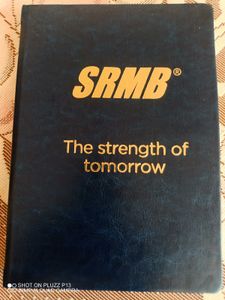 SRMB®
The strength of
tomorrow
SHOT ON PLUZZ P13